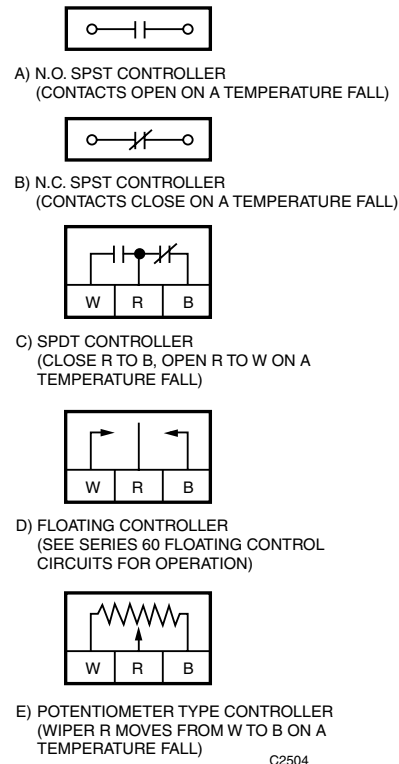 A) N.O. SPST CONTROLLER
(CONTACTS OPEN ON A TEMPERATURE FALL)
B) N.C. SPST CONTROLLER
(CONTACTS CLOSE ON A TEMPERATURE FALL)
W R B
C) SPDT CONTROLLER
(CLOSE R TO B, OPEN R TO W ON A
TEMPERATURE FALL)
W R B
D) FLOATING CONTROLLER
(SEE SERIES 60 FLOATING CONTROL
CIRCUITS FOR OPERATION)
W R B
E) POTENTIOMETER TYPE CONTROLLER
(WIPER R MOVES FROM W TO B ON A
TEMPERATURE FALL)
C2504